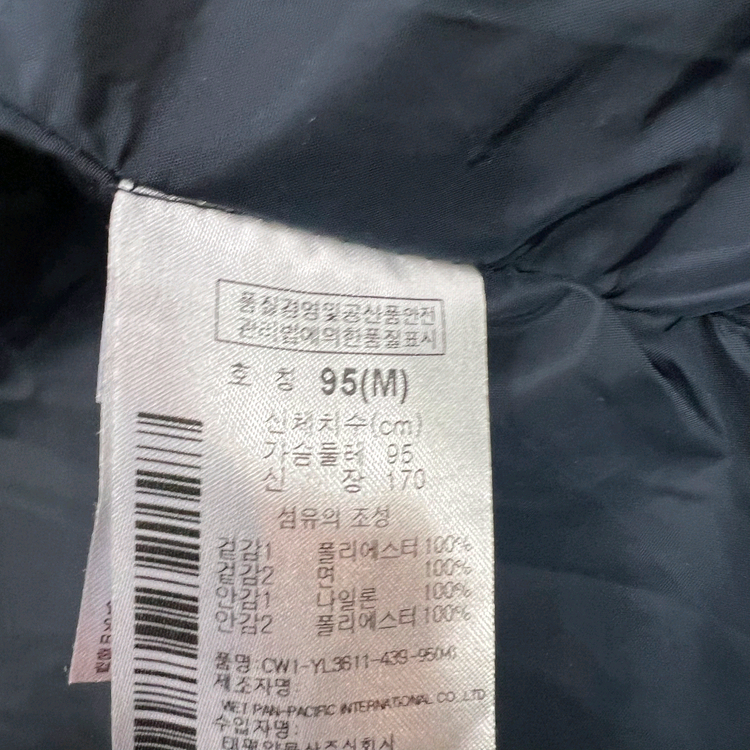 품질경영및공산품안전
관리법에의한품질표시
호 칭 95(M)
신체치수(cm)
가슴둘레 95
신 장 170
섬유의 조성
겉감1 폴리에스터 100%
겉감2 면 100%
안감1 나일론 100%
안감2 폴리에스터 100%
품명:CW1-YL3611-439-95(M)
제조자명:
WEI PAN-PACIFIC INTERNATIONAL CO.,LTD
수입자명: